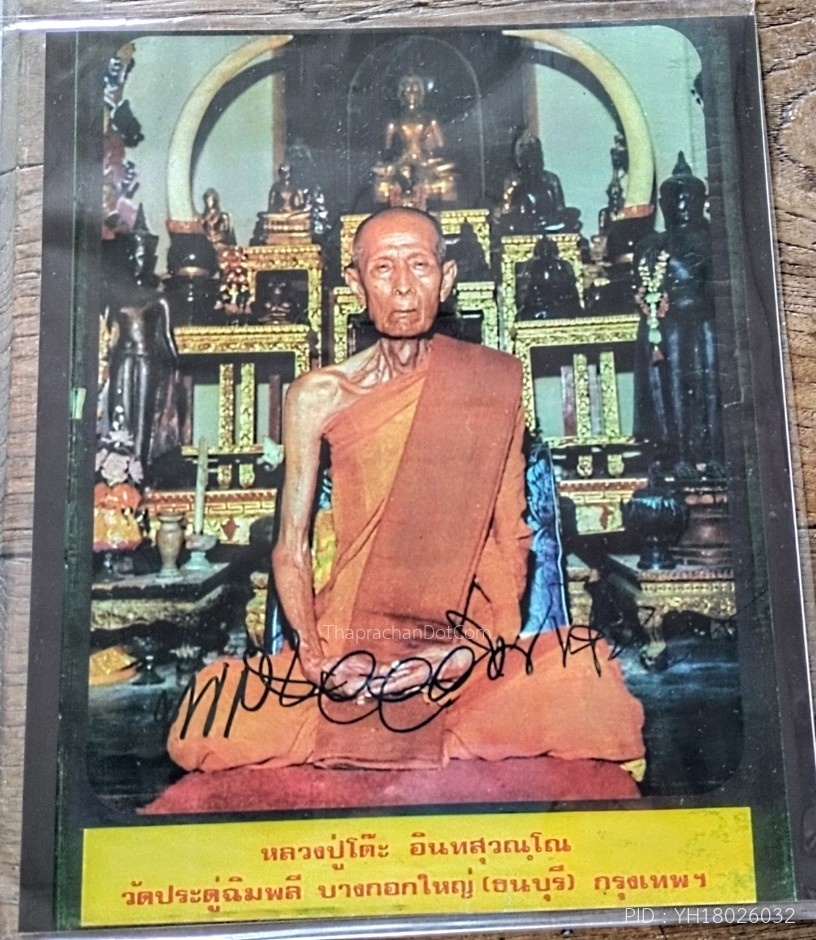 ThaprachanDotCom
หลวงปู่โต๊ะ อินทสุวณฺโณ
วัดประดู่ฉิมพลี บางกอกใหญ่ (ธนบุรี) กรุงเทพฯ
PID : YH18026032